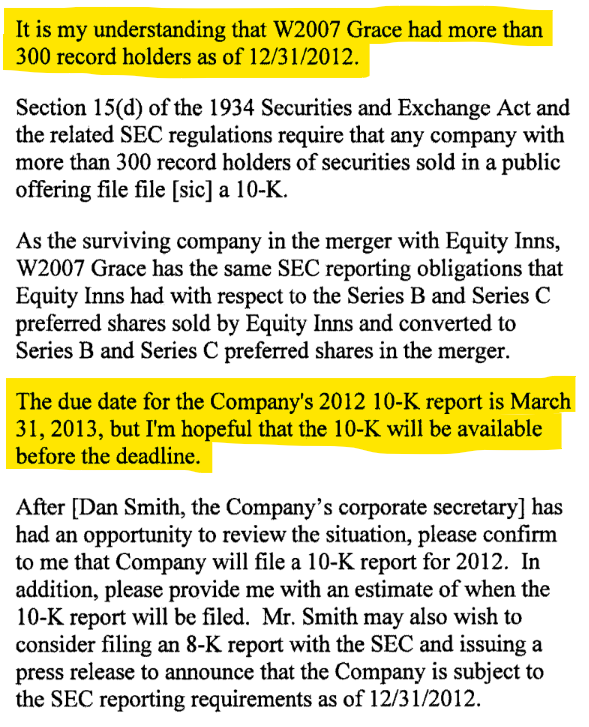 It is my understanding that W2007 Grace had more than
300 record holders as of 12/31/2012.
Section 15(d) of the 1934 Securities and Exchange Act and
the related SEC regulations require that any company with
more than 300 record holders of securities sold in a public
offering file file [sic] a 10-K.
As the surviving company in the merger with Equity Inns,
W2007 Grace has the same SEC reporting obligations that
Equity Inns had with respect to the Series B and Series C
preferred shares sold by Equity Inns and converted to
Series B and Series C preferred shares in the merger.
The due date for the Company's 2012 10-K report is March
31, 2013, but I'm hopeful that the 10-K will be available
before the deadline.
After [Dan Smith, the Company’s corporate secretary] has
had an opportunity to review the situation, please confirm
to me that Company will file a 10-K report for 2012.  In
addition, please provide me with an estimate of when the
10-K report will be filed.  Mr. Smith may also wish to
consider filing an 8-K report with the SEC and issuing a
press release to announce that the Company is subject to
the SEC reporting requirements as of 12/31/2012.